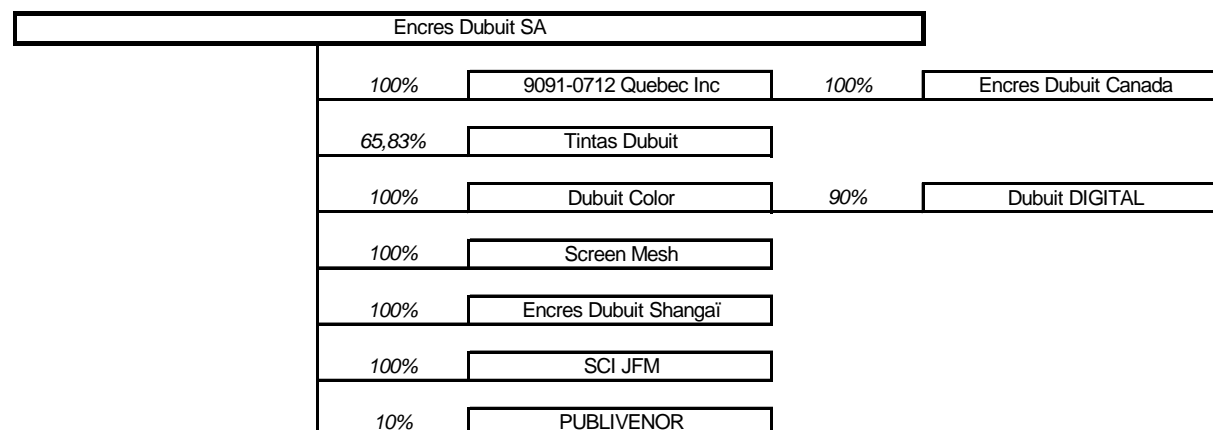 Encres Dubuit SA
100% 9091-0712 Quebec Inc 100% Encres Dubuit Canada
65,83% Tintas Dubuit
100% Dubuit Color 90% Dubuit DIGITAL
100% Screen Mesh
100% Encres Dubuit Shangaï
100% SCI JFM
10% PUBLIVENOR